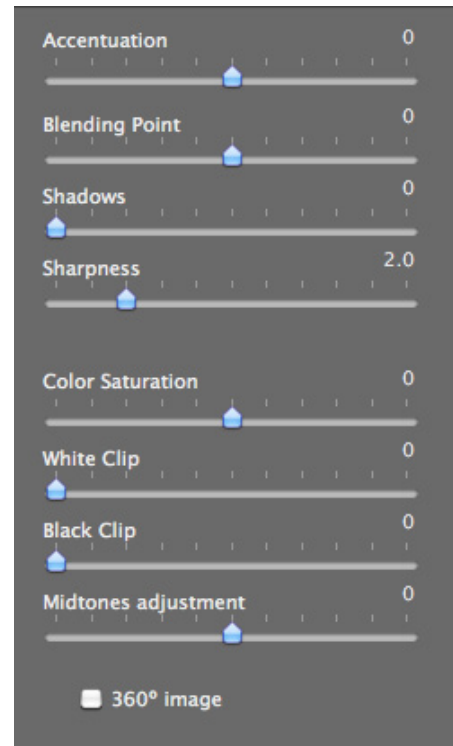 Accentuation 0
Blending Point 0
Shadows 0
Sharpness 2.0
Color Saturation 0
White Clip 0
Black Clip 0
Midtones adjustment 0
360º image